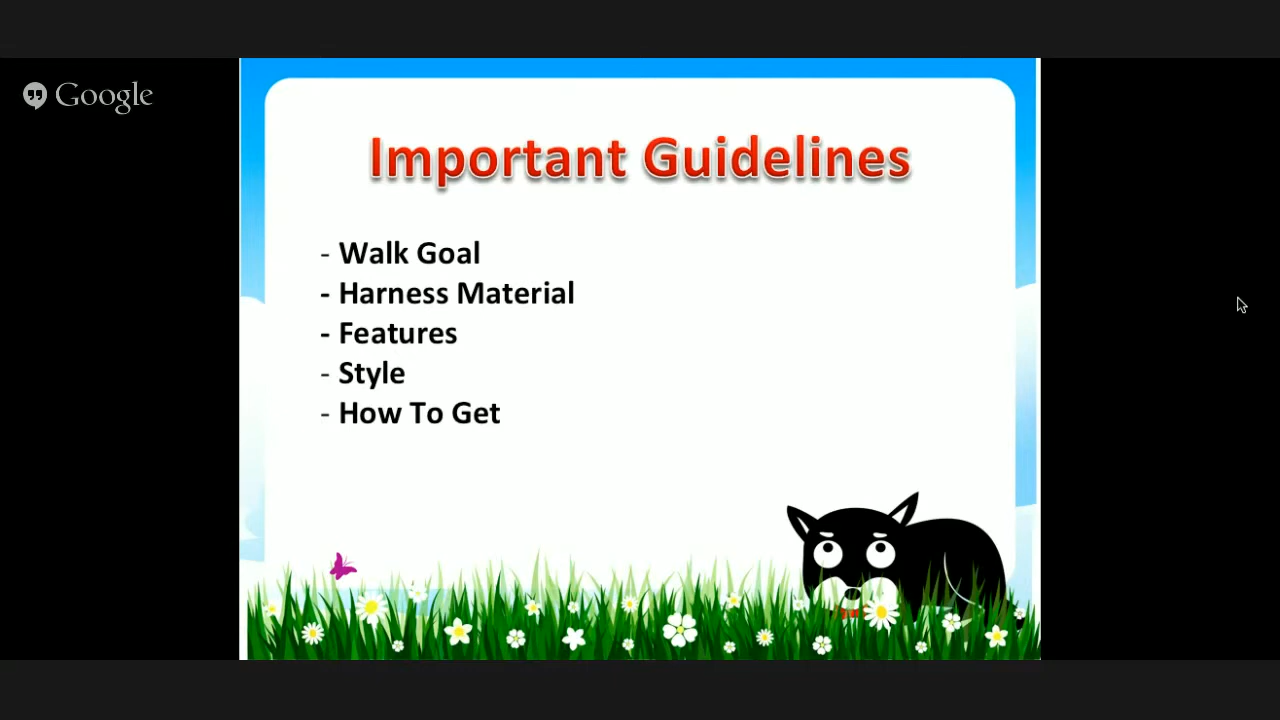 Google
Important Guidelines
- Walk Goal
- Harness Material
- Features
- Style
- How To Get